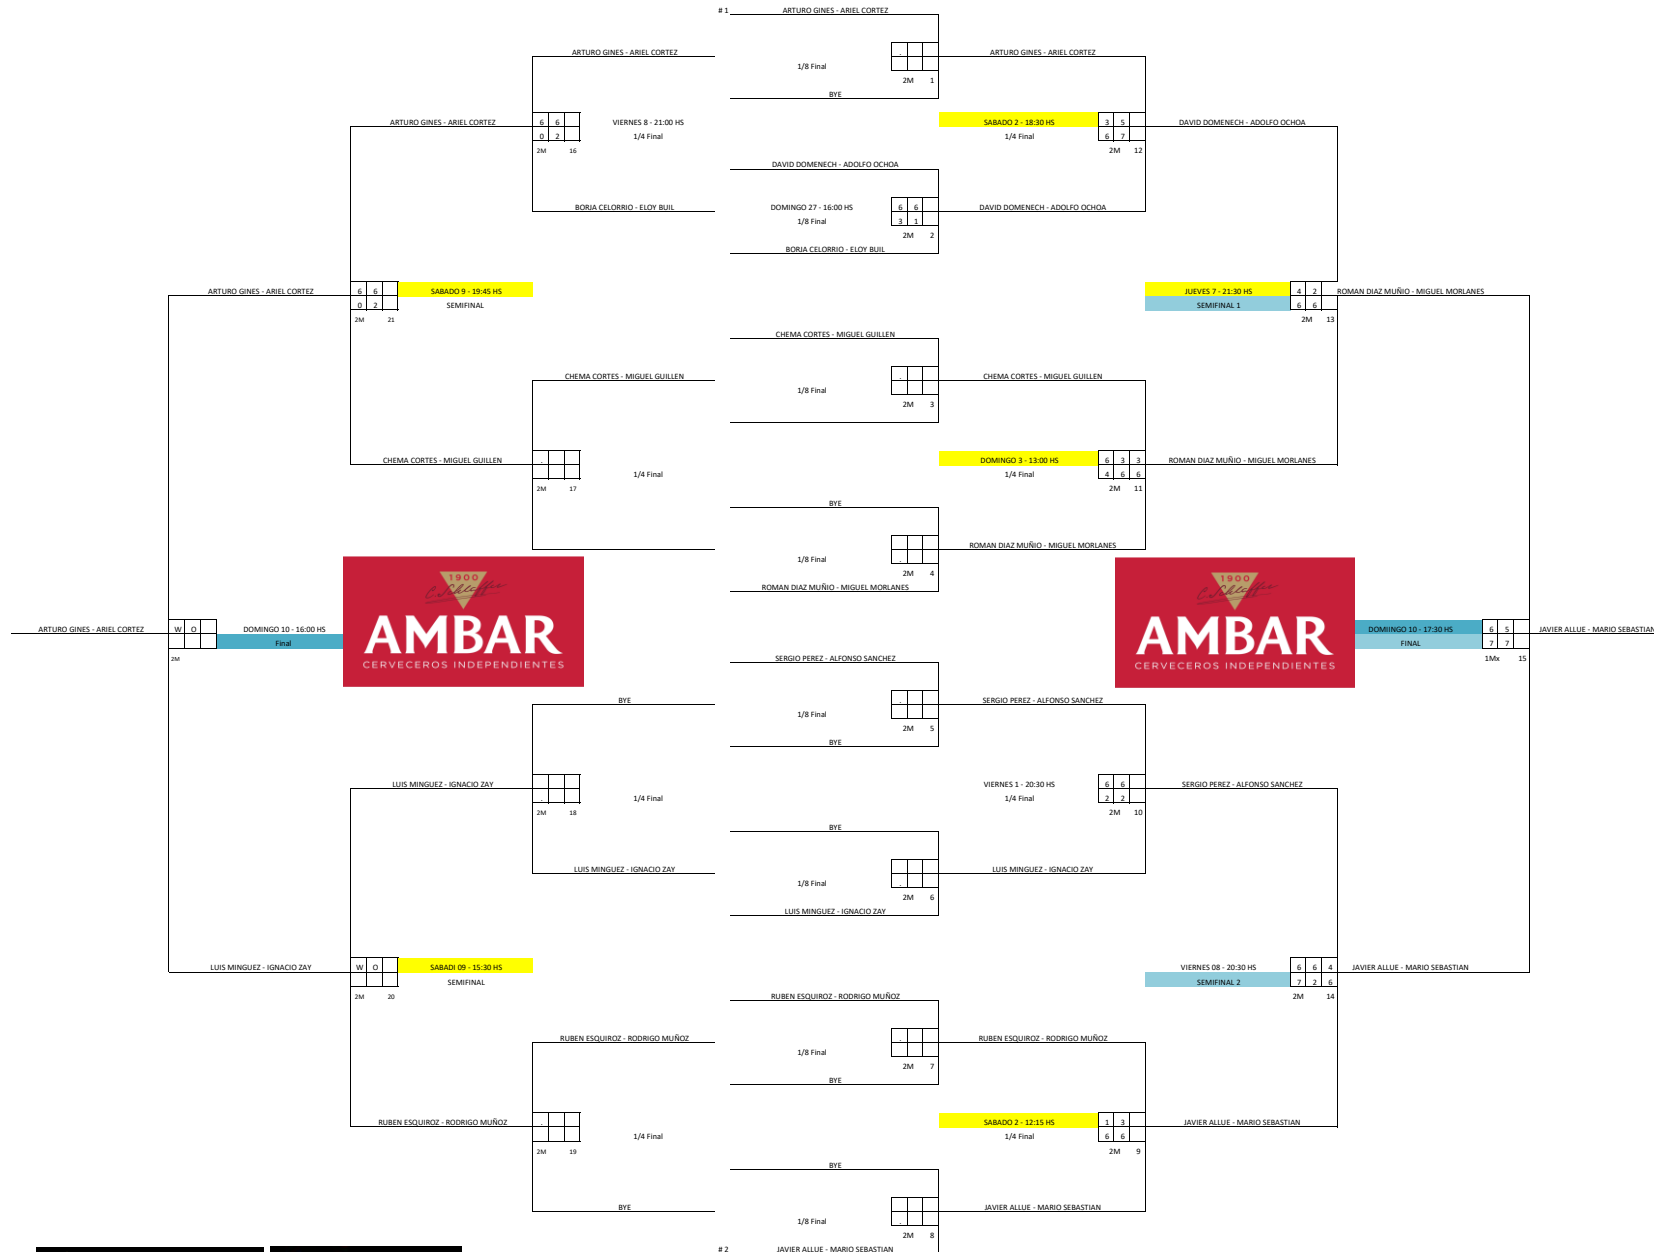 # 1 ARTURO GINES - ARIEL CORTEZ
ARTURO GINES - ARIEL CORTEZ . ARTURO GINES - ARIEL CORTEZ
1/8 Final
2M 1
BYE
ARTURO GINES - ARIEL CORTEZ 6 6 VIERNES 8 - 21:00 HS SABADO 2 - 18:30 HS 3 5 DAVID DOMENECH - ADOLFO OCHOA
0 2 1/4 Final 1/4 Final 6 7
2M 16 2M 12
DAVID DOMENECH - ADOLFO OCHOA
BORJA CELORRIO - ELOY BUIL DOMINGO 27 - 16:00 HS 6 6 DAVID DOMENECH - ADOLFO OCHOA
1/8 Final 3 1
2M 2
BORJA CELORRIO - ELOY BUIL
ARTURO GINES - ARIEL CORTEZ 6 6 SABADO 9 - 19:45 HS JUEVES 7 - 21:30 HS 4 2 ROMAN DIAZ MUÑIO - MIGUEL MORLANES
0 2 SEMIFINAL SEMIFINAL 1 6 6
2M 21 2M 13
CHEMA CORTES - MIGUEL GUILLEN
CHEMA CORTES - MIGUEL GUILLEN . CHEMA CORTES - MIGUEL GUILLEN
1/8 Final
2M 3
CHEMA CORTES - MIGUEL GUILLEN . DOMINGO 3 - 13:00 HS 6 3 3 ROMAN DIAZ MUÑIO - MIGUEL MORLANES
1/4 Final 1/4 Final 4 6 6
2M 17 2M 11
BYE
ROMAN DIAZ MUÑIO - MIGUEL MORLANES
1/8 Final .
2M 4
ROMAN DIAZ MUÑIO - MIGUEL MORLANES
1900 1900
AMBAR AMBAR
CERVECEROS INDEPENDIENTES CERVECEROS INDEPENDIENTES
ARTURO GINES - ARIEL CORTEZ W O DOMINGO 10 - 16:00 HS DOMIINGO 10 - 17:30 HS 6 5 JAVIER ALLUE - MARIO SEBASTIAN
Final FINAL 7 7
2M 1Mx 15
SERGIO PEREZ - ALFONSO SANCHEZ
BYE . SERGIO PEREZ - ALFONSO SANCHEZ
1/8 Final
2M 5
BYE
LUIS MINGUEZ - IGNACIO ZAY VIERNES 1 - 20:30 HS 6 6 SERGIO PEREZ - ALFONSO SANCHEZ
. 1/4 Final 1/4 Final 2 2
2M 18 2M 10
BYE
LUIS MINGUEZ - IGNACIO ZAY LUIS MINGUEZ - IGNACIO ZAY
1/8 Final .
2M 6
LUIS MINGUEZ - IGNACIO ZAY
LUIS MINGUEZ - IGNACIO ZAY W O SABADI 09 - 15:30 HS VIERNES 08 - 20:30 HS 6 6 4 JAVIER ALLUE - MARIO SEBASTIAN
SEMIFINAL SEMIFINAL 2 7 2 6
2M 20 2M 14
RUBEN ESQUIROZ - RODRIGO MUÑOZ
RUBEN ESQUIROZ - RODRIGO MUÑOZ . RUBEN ESQUIROZ - RODRIGO MUÑOZ
1/8 Final
2M 7
BYE
RUBEN ESQUIROZ - RODRIGO MUÑOZ . SABADO 2 - 12:15 HS 1 3 JAVIER ALLUE - MARIO SEBASTIAN
1/4 Final 1/4 Final 6 6
2M 19 2M 9
BYE
BYE JAVIER ALLUE - MARIO SEBASTIAN
1/8 Final .
2M 8
# 2 JAVIER ALLUE - MARIO SEBASTIAN